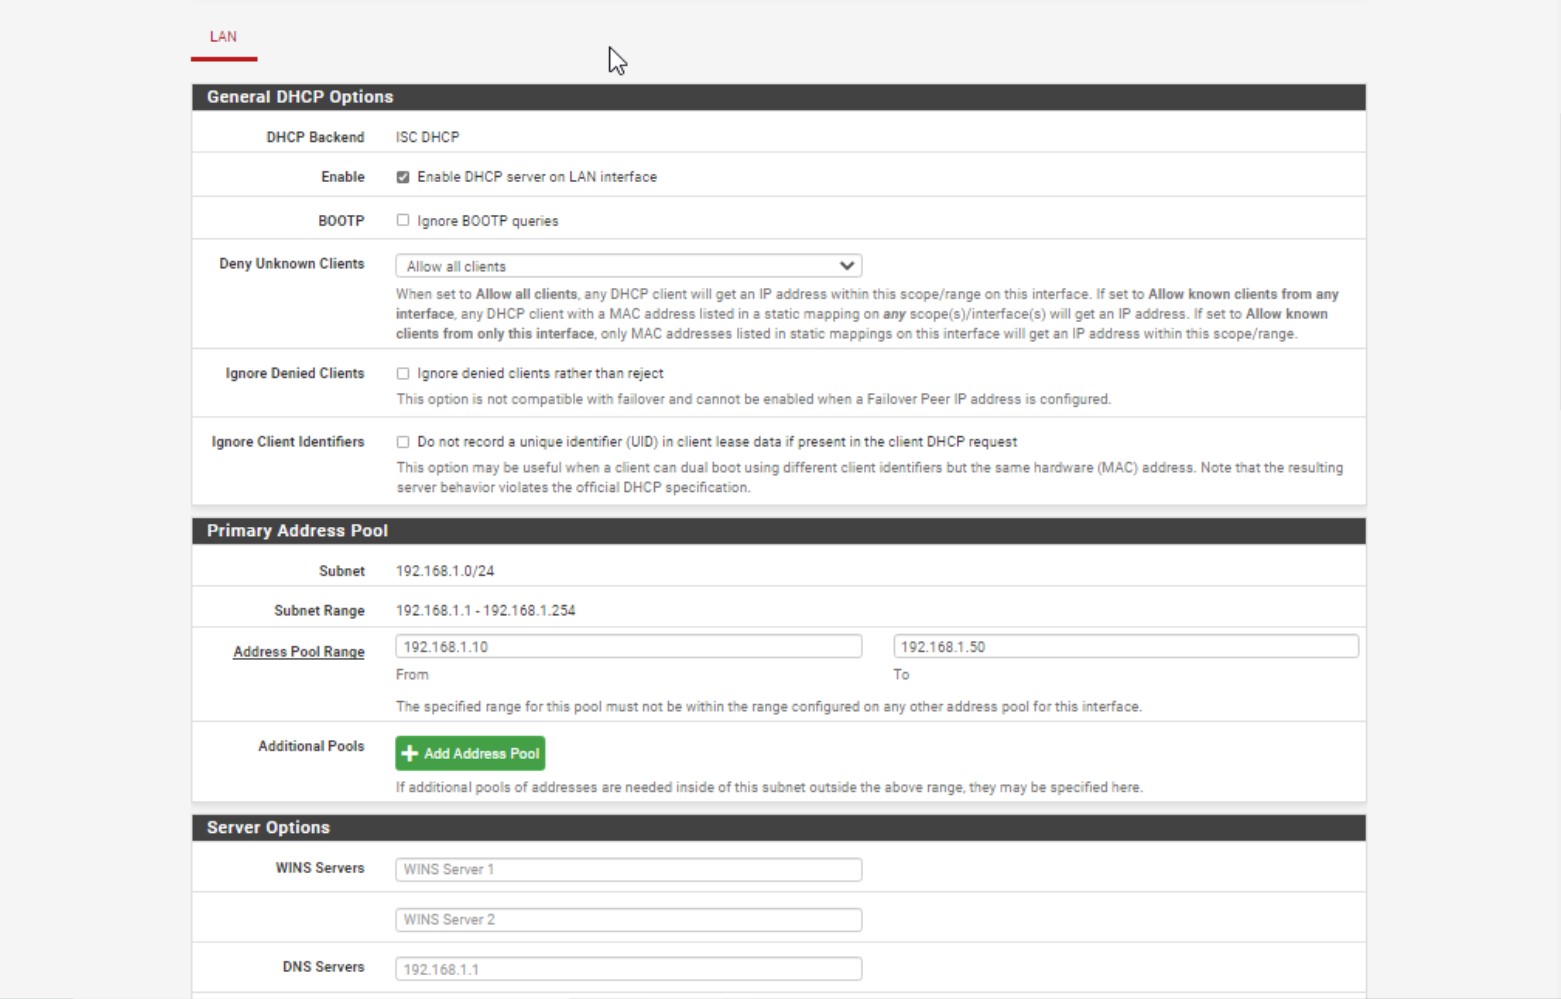 LAN
General DHCP Options
DHCP Backend ISC DHCP
Enable Enable DHCP server on LAN interface
BOOTP Ignore BOOTP queries
Deny Unknown Clients Allow all clients
When set to Allow all clients, any DHCP client will get an IP address within this scope/range on this interface. If set to Allow known clients from any
interface, any DHCP client with a MAC address listed in a static mapping on any scope(s)/interface(s) will get an IP address. If set to Allow known
clients from only this interface, only MAC addresses listed in static mappings on this interface will get an IP address within this scope/range.
Ignore Denied Clients Ignore denied clients rather than reject
This option is not compatible with failover and cannot be enabled when a Failover Peer IP address is configured.
Ignore Client Identifiers Do not record a unique identifier (UID) in client lease data if present in the client DHCP request
This option may be useful when a client can dual boot using different client identifiers but the same hardware (MAC) address. Note that the resulting
server behavior violates the official DHCP specification.
Primary Address Pool
Subnet 192.168.1.0/24
Subnet Range 192.168.1.1 - 192.168.1.254
Address Pool Range 192.168.1.10 192.168.1.50
From To
The specified range for this pool must not be within the range configured on any other address pool for this interface.
Additional Pools + Add Address Pool
If additional pools of addresses are needed inside of this subnet outside the above range, they may be specified here.
Server Options
WINS Servers WINS Server 1
WINS Server 2
DNS Servers 192.168.1.1